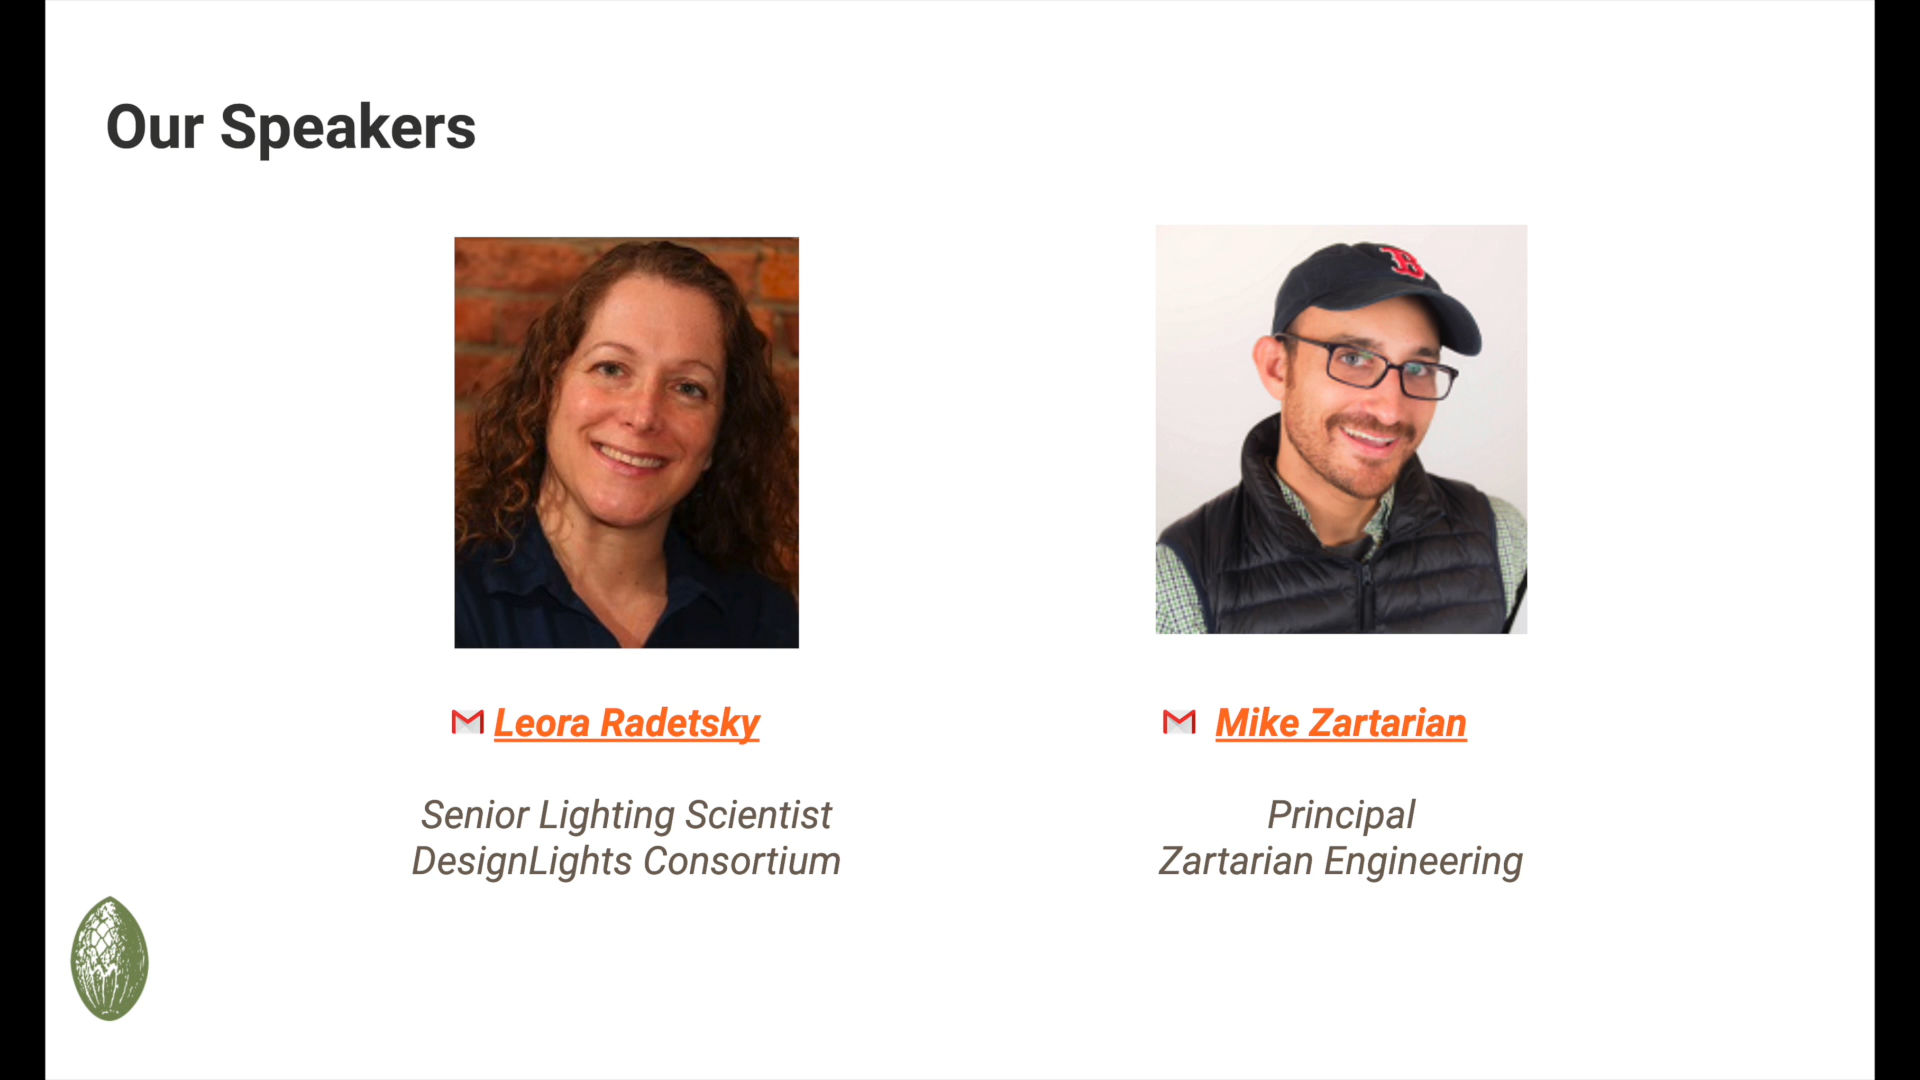 Our Speakers
B
Leora Radetsky
Mike Zartarian
Senior Lighting Scientist
DesignLights Consortium
Principal
Zartarian Engineering